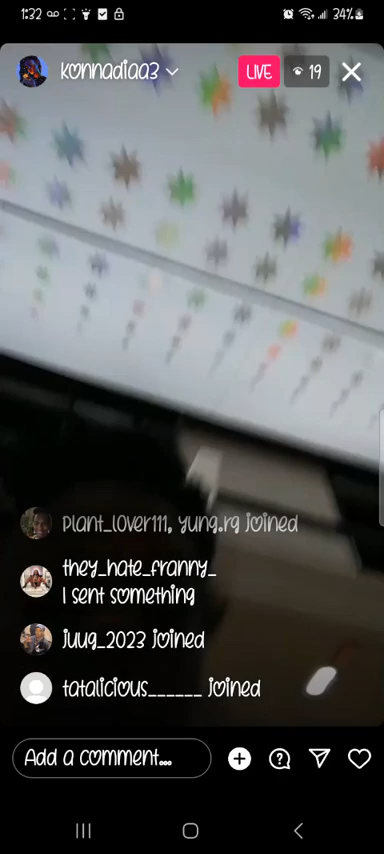 1:32
34%
konnadiaa3
LIVE
19
plant_lover111, yung.rg joined
they_hate_franny_
I sent something
juug_2023 joined
tatalicious______ joined
Add a comment...